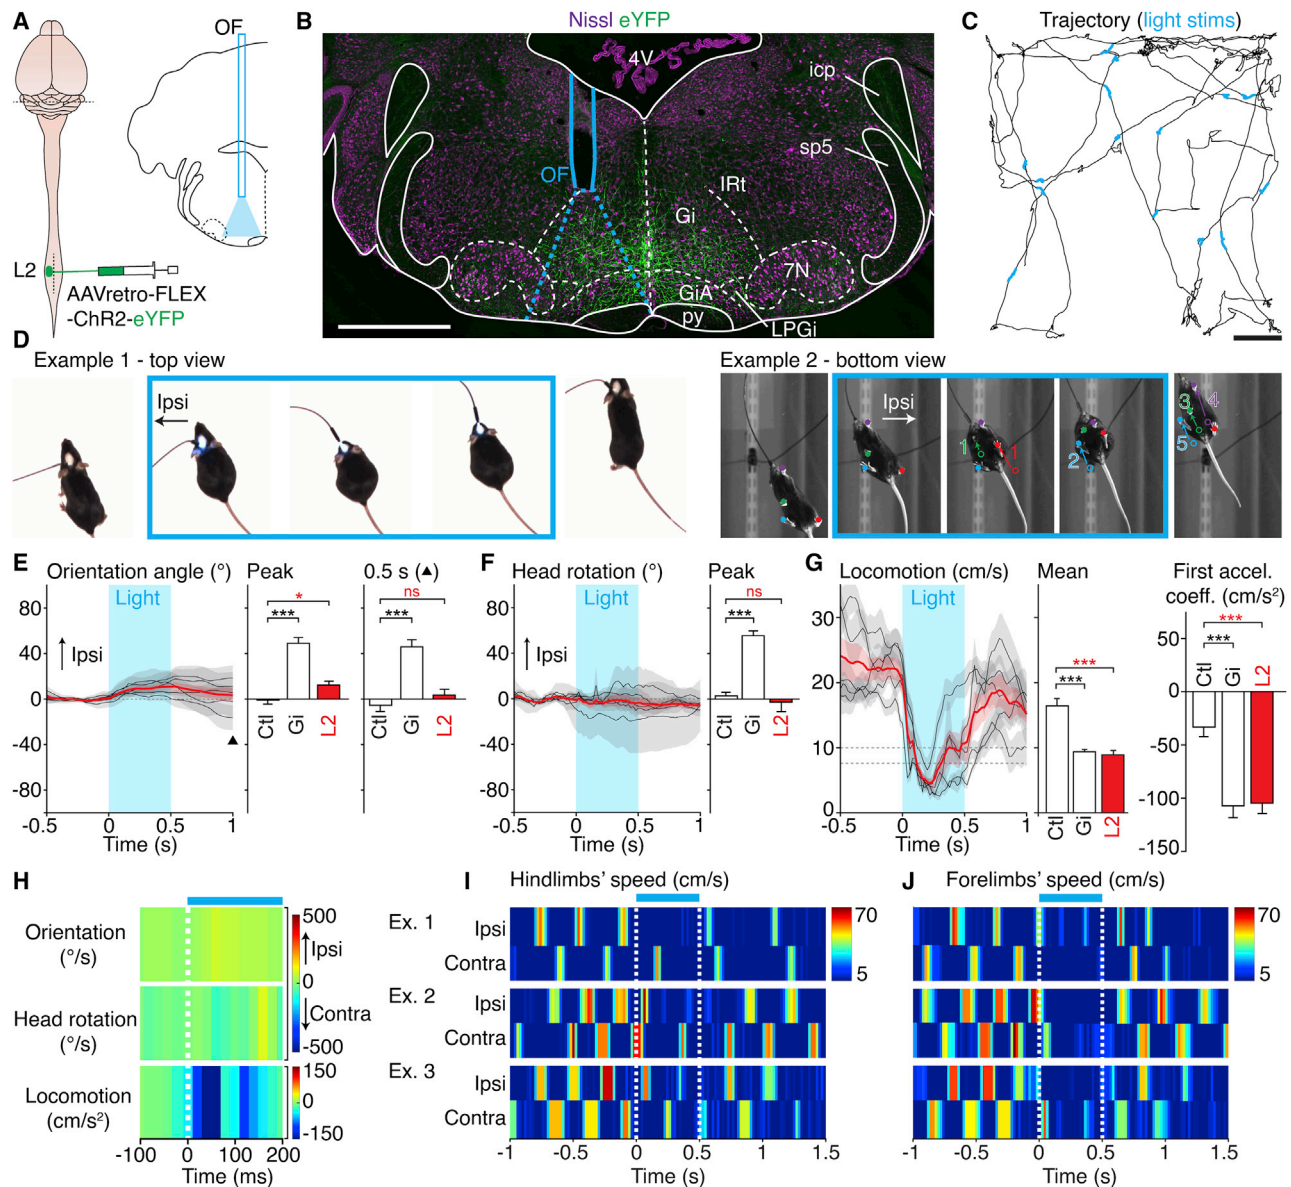 A
OF
L2
AAVretro-FLEX
-ChR2-eYFP
B
Nissl eYFP
4V
icp
sp5
OF
IRt
Gi
7N
GiA
py
LPGi
C
Trajectory (light stims)
D
Example 1 - top view
Ipsi
Example 2 - bottom view
Ipsi
1
1
2
3
4
5
E
Orientation angle (°)
Peak
0.5 s (▲)
Light
Ipsi
80
40
0
-40
-80
-0.5 0 0.5 1
Time (s)
*
***
Ctl
Gi
L2
ns
***
Ctl
Gi
L2
▲
F
Head rotation (°)
Peak
Light
Ipsi
80
40
0
-40
-80
-0.5 0 0.5 1
Time (s)
ns
***
Ctl
Gi
L2
G
Locomotion (cm/s)
Mean
First accel.
coeff. (cm/s²)
Light
30
20
10
0
-0.5 0 0.5 1
Time (s)
***
***
Ctl
Gi
L2
50
0
-50
-100
-150
***
***
Ctl
Gi
L2
H
Orientation
(°/s)
Head rotation
(°/s)
Locomotion
(cm/s²)
500
Ipsi
0
Contra
-500
150
0
-150
-100 0 100 200
Time (ms)
I
Hindlimbs' speed (cm/s)
Ex. 1
Ipsi
Contra
Ex. 2
Ipsi
Contra
Ex. 3
Ipsi
Contra
70
5
-1 -0.5 0 0.5 1 1.5
Time (s)
J
Forelimbs' speed (cm/s)
70
5
-1 -0.5 0 0.5 1 1.5
Time (s)